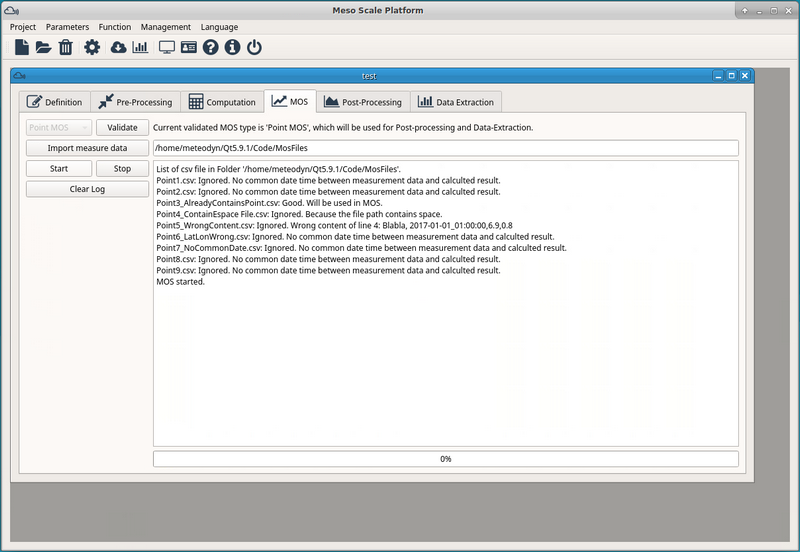 Meso Scale Platform
Project Parameters Function Management Language
test
Definition Pre-Processing Computation MOS Post-Processing Data Extraction
Point MOS Validate Current validated MOS type is 'Point MOS', which will be used for Post-processing and Data-Extraction.
Import measure data /home/meteodyn/Qt5.9.1/Code/MosFiles
Start Stop
Clear Log
List of csv file in Folder '/home/meteodyn/Qt5.9.1/Code/MosFiles'.
Point1.csv: Ignored. No common date time between measurement data and calculted result.
Point2.csv: Ignored. No common date time between measurement data and calculted result.
Point3_AlreadyContainsPoint.csv: Good. Will be used in MOS.
Point4_ContainEspace File.csv: Ignored. Because the file path contains space.
Point5_WrongContent.csv: Ignored. Wrong content of line 4: Blabla, 2017-01-01_01:00:00,6.9,0.8
Point6_LatLonWrong.csv: Ignored. No common date time between measurement data and calculted result.
Point7_NoCommonDate.csv: Ignored. No common date time between measurement data and calculted result.
Point8.csv: Ignored. No common date time between measurement data and calculted result.
Point9.csv: Ignored. No common date time between measurement data and calculted result.
MOS started.
0%